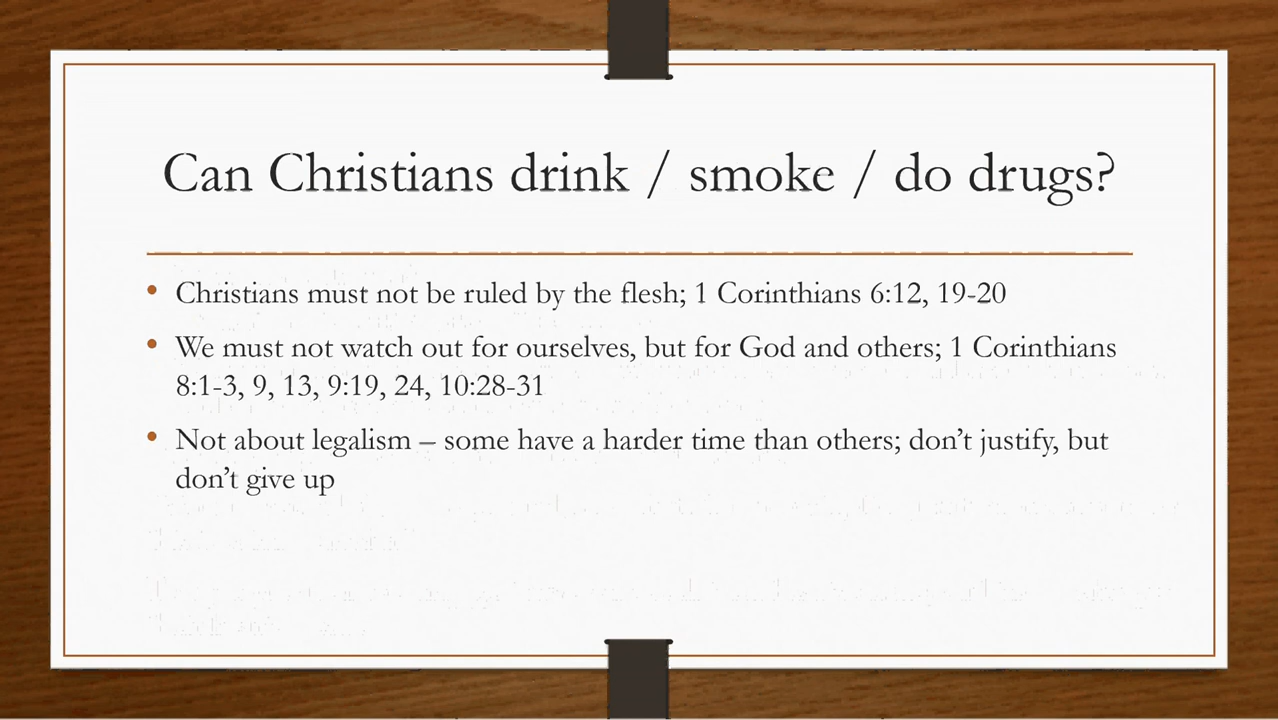 Can Christians drink / smoke / do drugs?
• Christians must not be ruled by the flesh; 1 Corinthians 6:12, 19-20
• We must not watch out for ourselves, but for God and others; 1 Corinthians
8:1-3, 9, 13, 9:19, 24, 10:28-31
• Not about legalism – some have a harder time than others; don’t justify, but
don’t give up